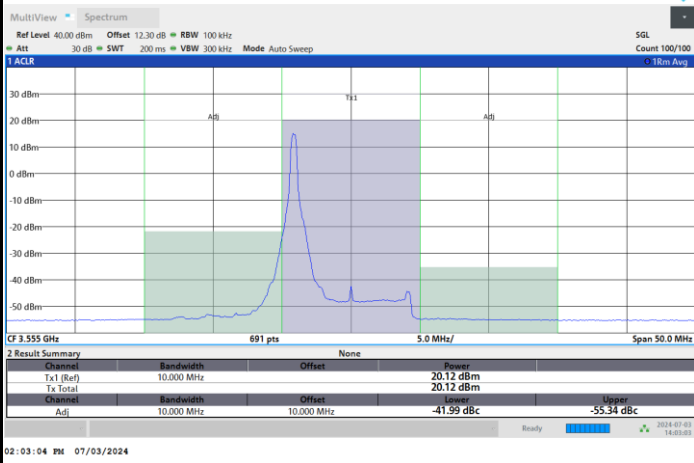 MultiView Spectrum
Ref Level 40.00 dBm Offset 12.30 dB RBW 100 kHz SGL
Att 30 dB SWT 200 ms VBW 300 kHz Mode Auto Sweep Count 100/100
1 ACLR 1Rm Avg
30 dBm
Tx1
20 dBm
Adj Adj
10 dBm
0 dBm
-10 dBm
-20 dBm
-30 dBm
-40 dBm
-50 dBm
CF 3.555 GHz 691 pts 5.0 MHz/ Span 50.0 MHz
2 Result Summary None
Channel Bandwidth Offset Power
Tx1 (Ref) 10.000 MHz 20.12 dBm
Tx Total 20.12 dBm
Channel Bandwidth Offset Lower Upper
Adj 10.000 MHz 10.000 MHz -41.99 dBc -55.34 dBc
Ready 2024-07-03
14:03:03
02:03:04 PM 07/03/2024